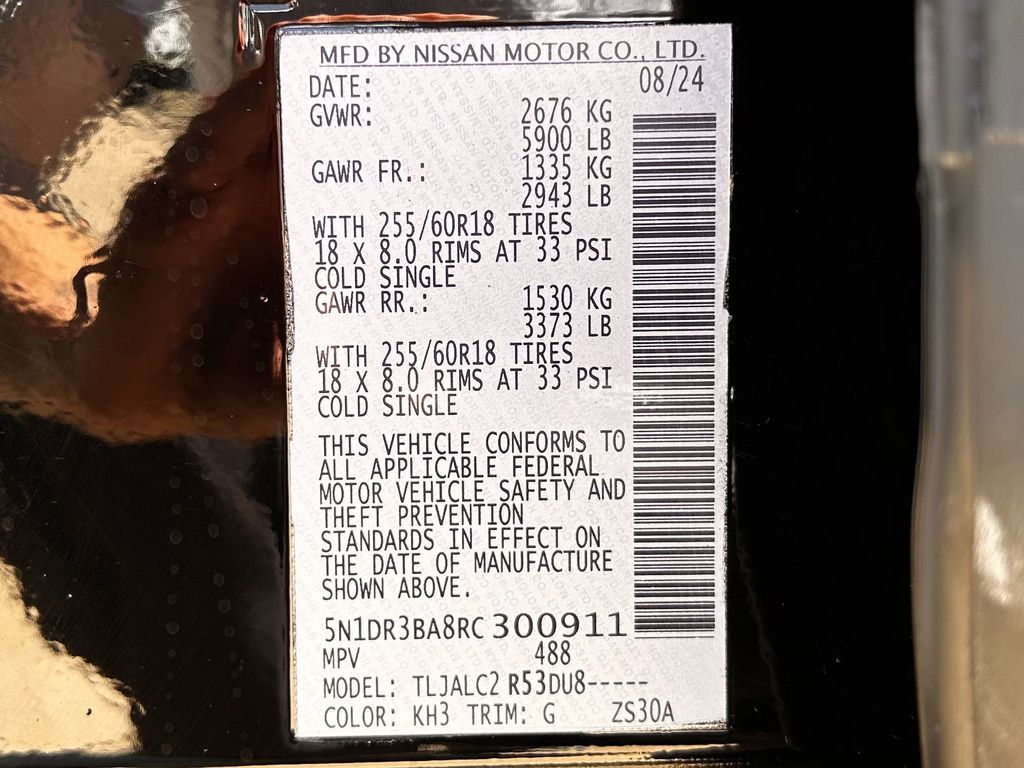 MFD BY NISSAN MOTOR CO., LTD.
DATE: 08/24
GVWR: 2676 KG
5900 LB
GAWR FR.: 1335 KG
2943 LB
WITH 255/60R18 TIRES
18 X 8.0 RIMS AT 33 PSI
COLD SINGLE
GAWR RR.: 1530 KG
3373 LB
WITH 255/60R18 TIRES
18 X 8.0 RIMS AT 33 PSI
COLD SINGLE
THIS VEHICLE CONFORMS TO
ALL APPLICABLE FEDERAL
MOTOR VEHICLE SAFETY AND
THEFT PREVENTION
STANDARDS IN EFFECT ON
THE DATE OF MANUFACTURE
SHOWN ABOVE.
5N1DR3BA8RC300911
MPV 488
MODEL: TLJALC2 R53DU8-----
COLOR: KH3 TRIM: G ZS30A